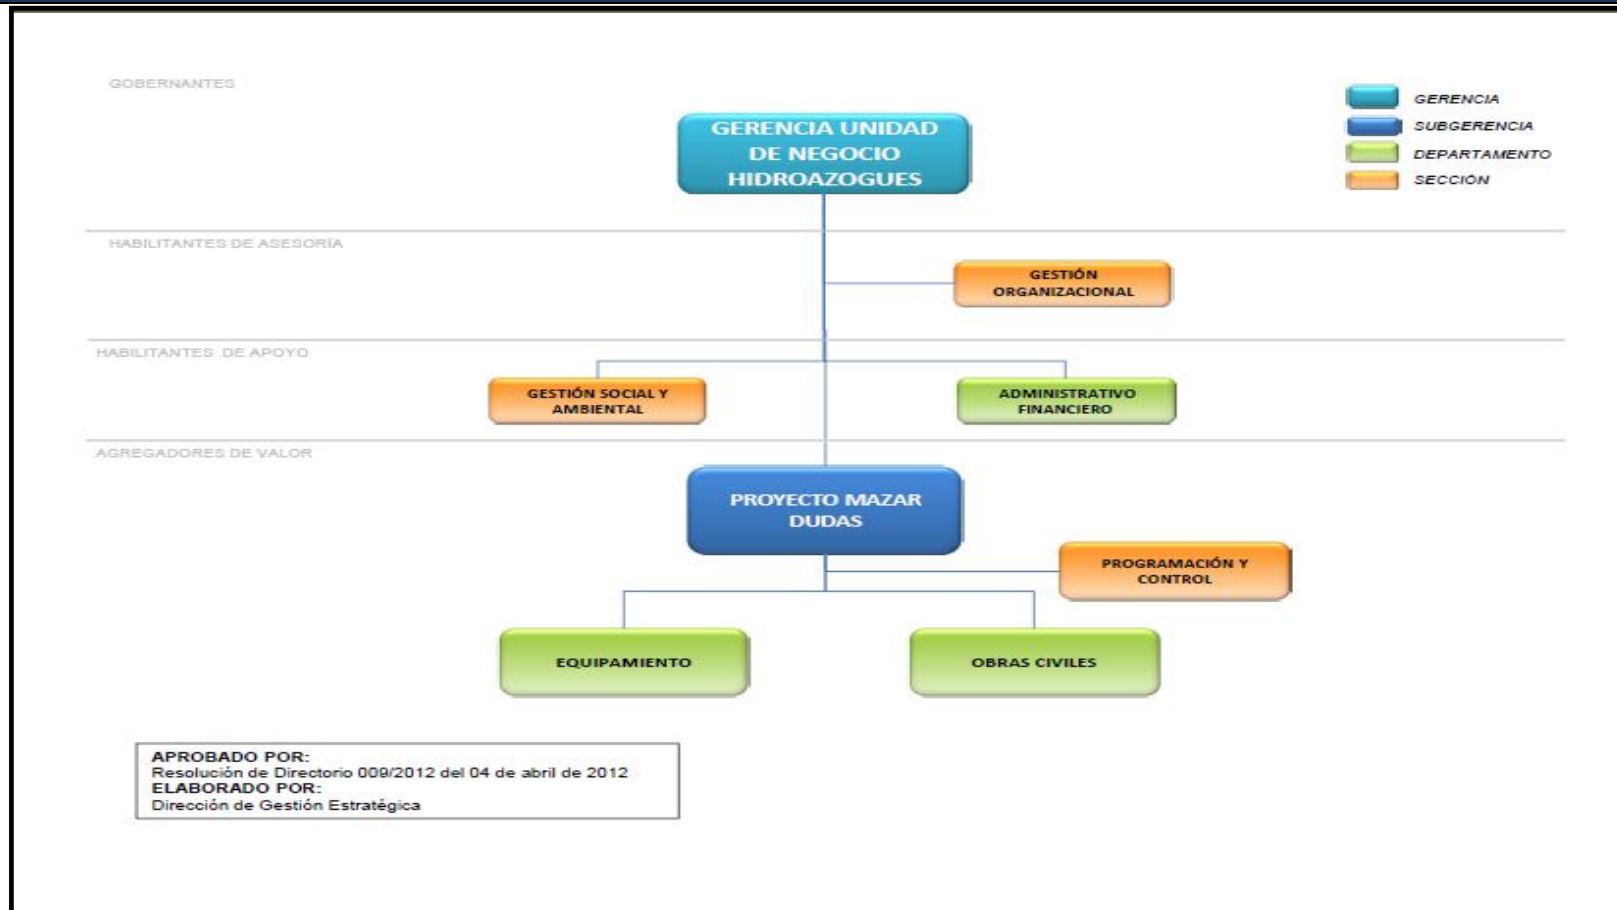 GOBERNANTES
GERENCIA
SUBGERENCIA
DEPARTAMENTO
SECCIÓN
GERENCIA UNIDAD
DE NEGOCIO
HIDROAZOGUES
HABILITANTES DE ASESORÍA
GESTIÓN
ORGANIZACIONAL
HABILITANTES DE APOYO
GESTIÓN SOCIAL Y
AMBIENTAL
ADMINISTRATIVO
FINANCIERO
AGREGADORES DE VALOR
PROYECTO MAZAR
DUDAS
PROGRAMACIÓN Y
CONTROL
EQUIPAMIENTO
OBRAS CIVILES
APROBADO POR:
Resolución de Directorio 009/2012 del 04 de abril de 2012
ELABORADO POR:
Dirección de Gestión Estratégica